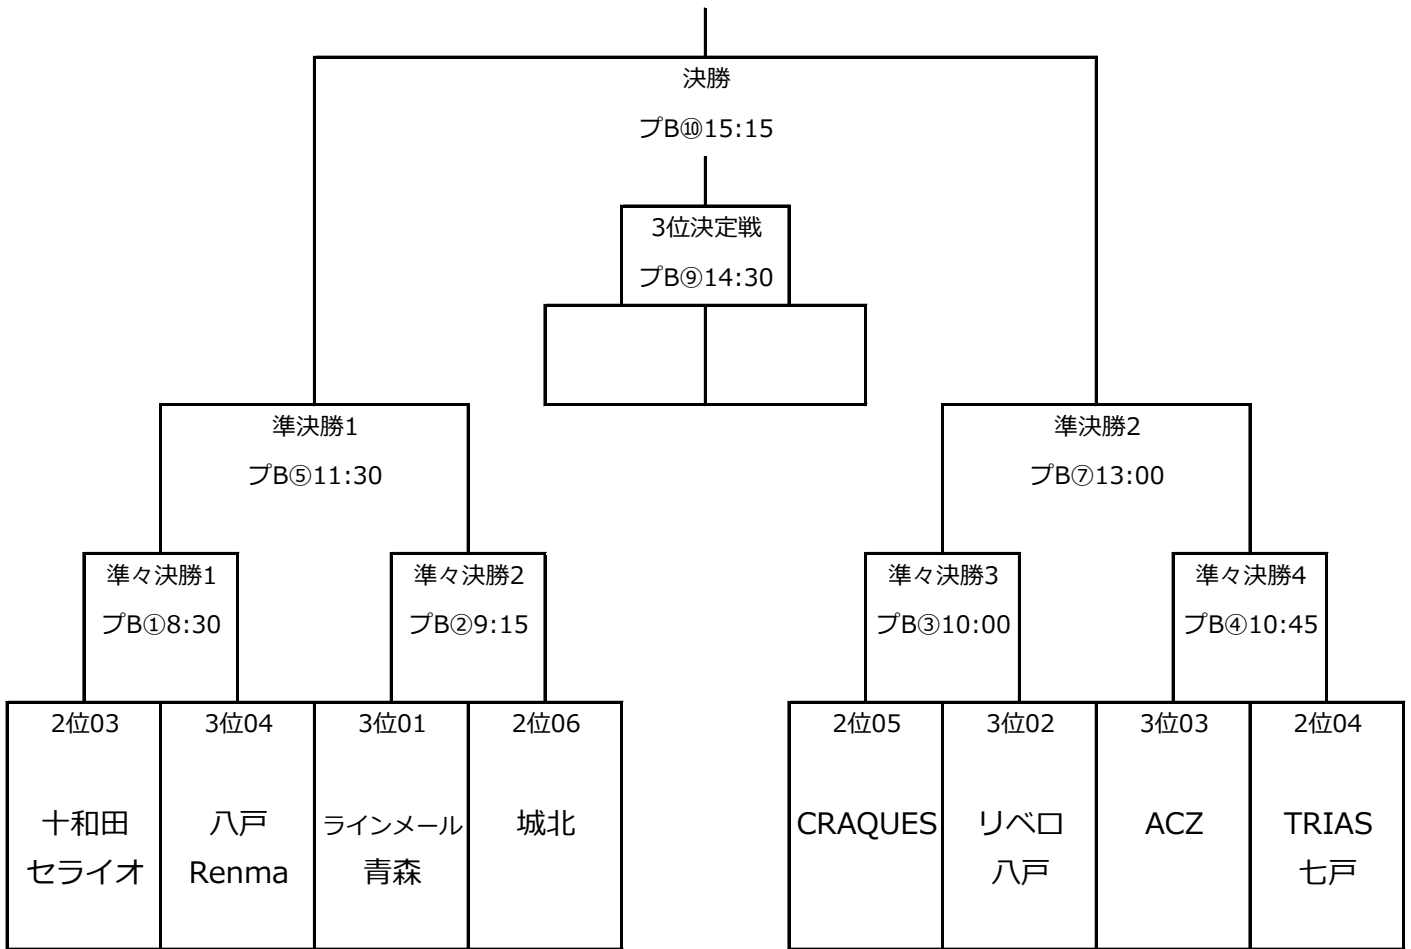 決勝
プB⑩15:15
3位決定戦
プB⑨14:30
準決勝1
プB⑤11:30
準決勝2
プB⑦13:00
準々決勝1
プB①8:30
準々決勝2
プB②9:15
準々決勝3
プB③10:00
準々決勝4
プB④10:45
2位03
十和田
セライオ
3位04
八戸
Renma
3位01
ラインメール
青森
2位06
城北
2位05
CRAQUES
3位02
リベロ
八戸
3位03
ACZ
2位04
TRIAS
七戸